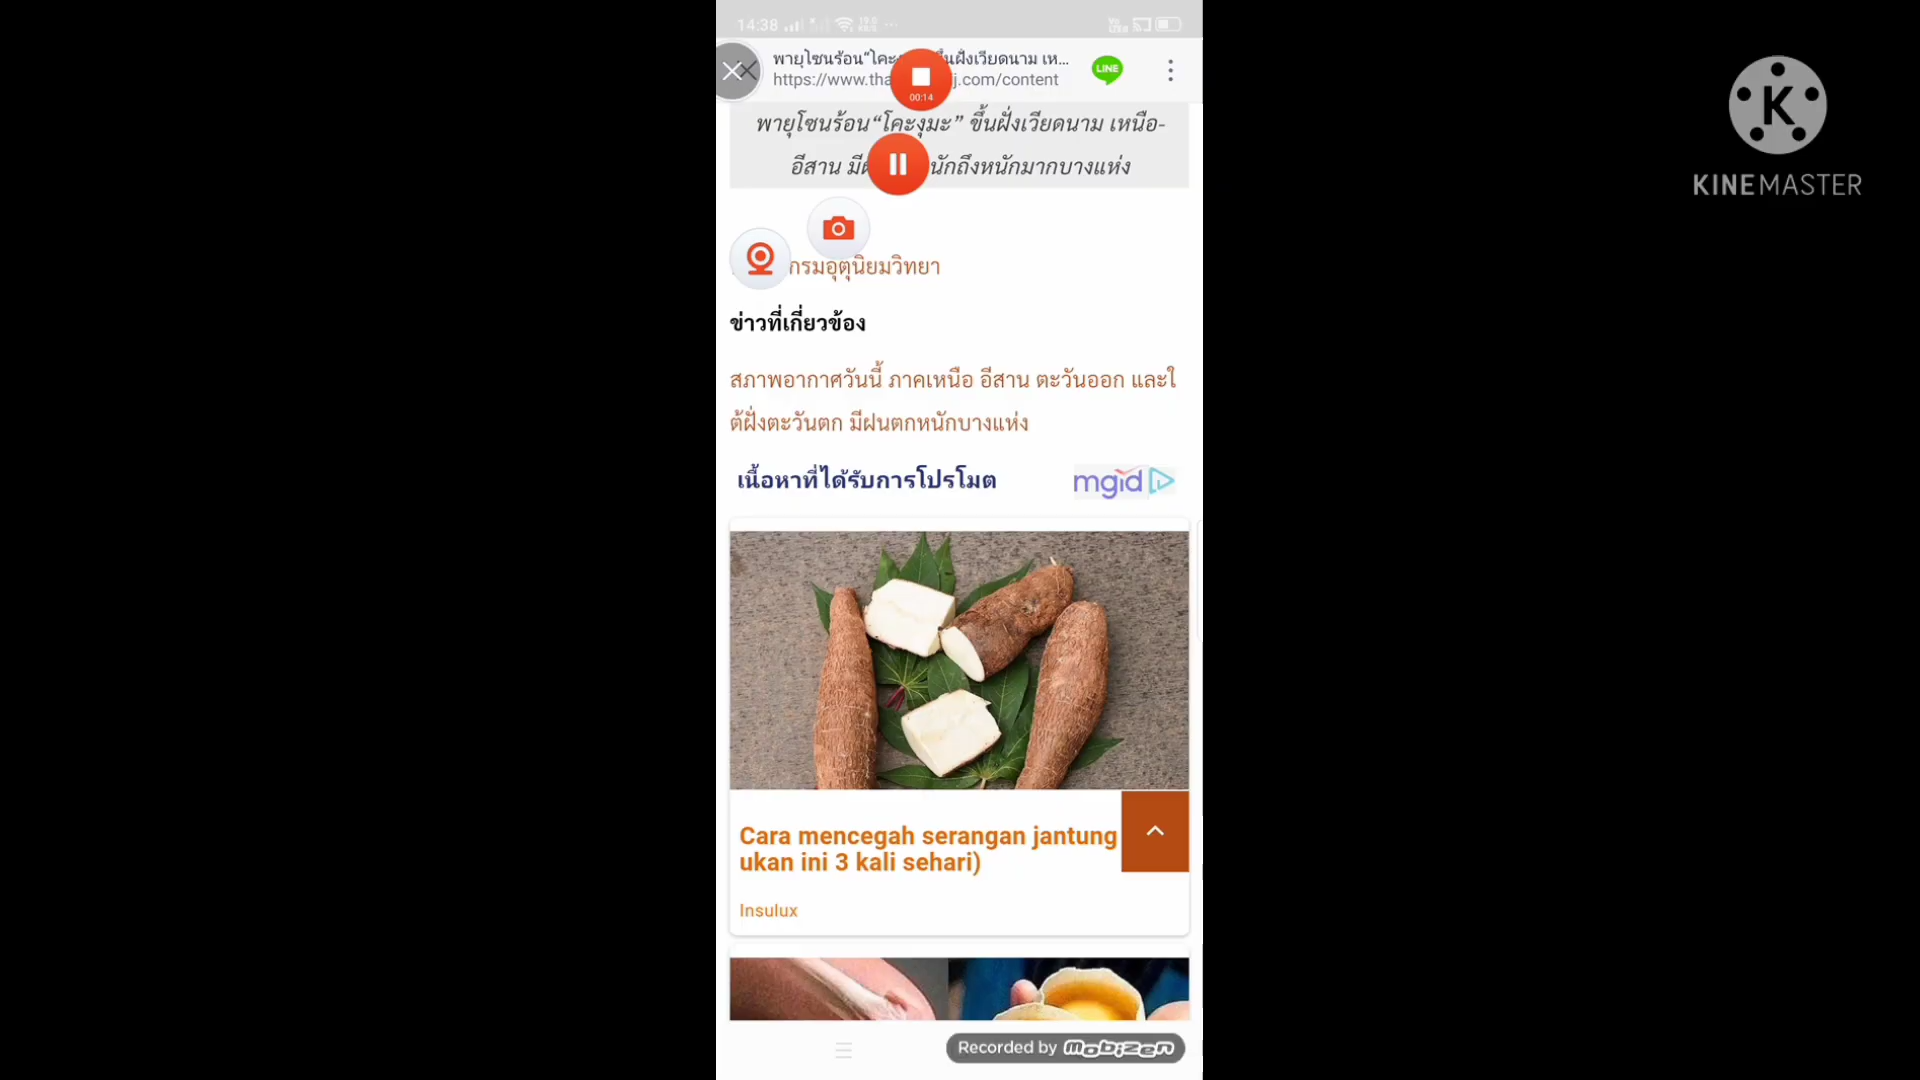 14:38
พายุโซนร้อน“โคะ ขึ้นฝั่งเวียดนาม เห...
LINE
https://www.tha j.com/content
00:14
พายุโซนร้อน“โคะงุมะ” ขึ้นฝั่งเวียดนาม เหนือ-
อีสาน มี นักถึงหนักมากบางแห่ง
กรมอุตุนิยมวิทยา
ข่าวที่เกี่ยวข้อง
สภาพอากาศวันนี้ ภาคเหนือ อีสาน ตะวันออก และใ
ต้ฝั่งตะวันตก มีฝนตกหนักบางแห่ง
เนื้อหาที่ได้รับการโปรโมต
mgid
Cara mencegah serangan jantung
ukan ini 3 kali sehari)
Insulux
Recorded by mobizen
K
KINEMASTER